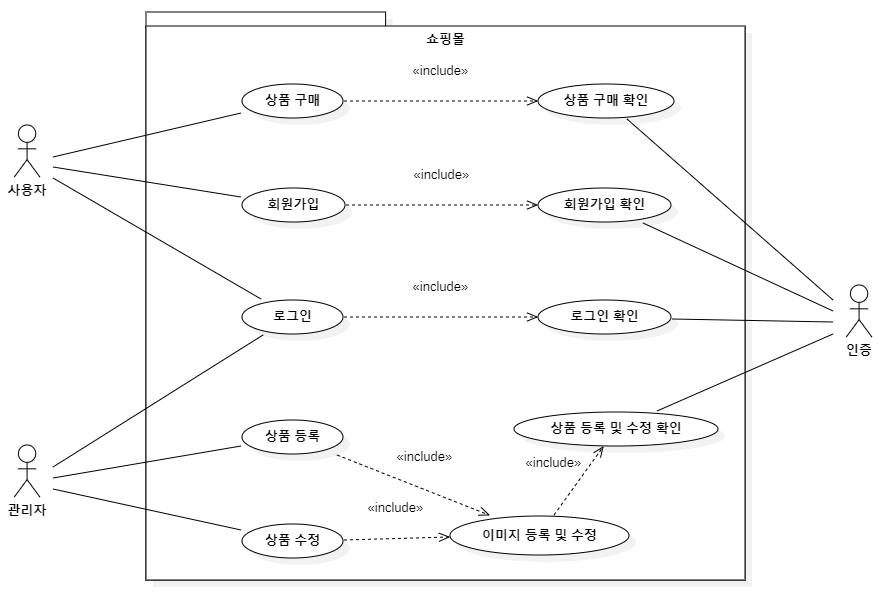 쇼핑몰
«include»
상품 구매
상품 구매 확인
사용자
«include»
회원가입
회원가입 확인
«include»
로그인
로그인 확인
인증
상품 등록
상품 등록 및 수정 확인
«include»
«include»
관리자
«include»
상품 수정
이미지 등록 및 수정